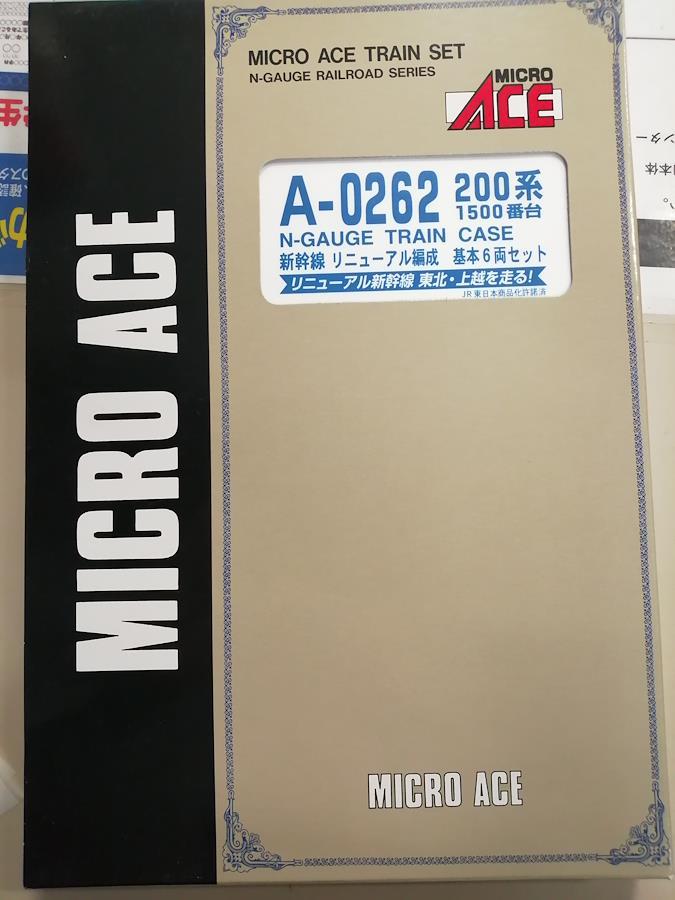 MICRO ACE TRAIN SET
N-GAUGE RAILROAD SERIES
MICRO
ACE
A-0262 200系
1500番台
N-GAUGE TRAIN CASE
新幹線 リニューアル編成 基本6両セット
リニューアル新幹線 東北・上越を走る!
JR東日本商品化許諾済
MICRO ACE
MICRO ACE